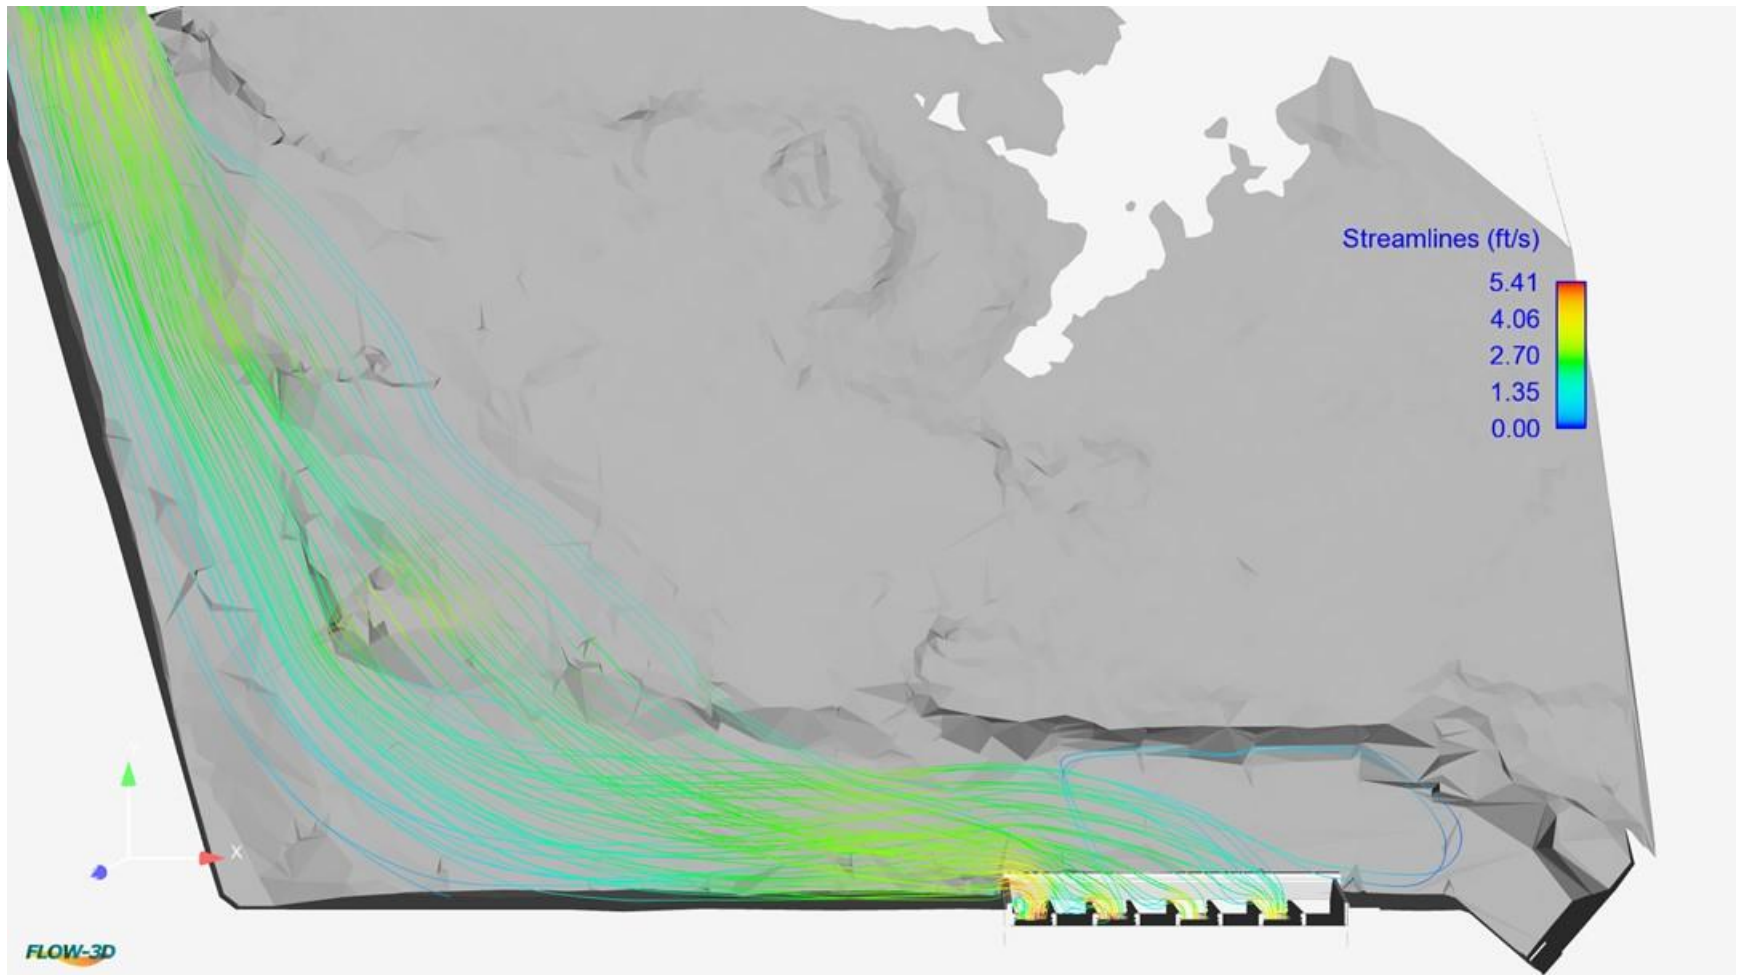 Streamlines (ft/s)
5.41
4.06
2.70
1.35
0.00
X
FLOW-3D